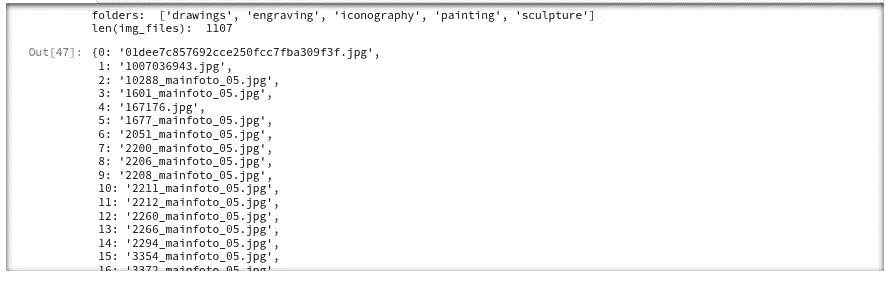 folders:  ['drawings', 'engraving', 'iconography', 'painting', 'sculpture']
len(img_files):  1107
Out[47]: {0: '01dee7c857692cce250fcc7fba309f3f.jpg',
1: '1007036943.jpg',
2: '10288_mainfoto_05.jpg',
3: '1601_mainfoto_05.jpg',
4: '167176.jpg',
5: '1677_mainfoto_05.jpg',
6: '2051_mainfoto_05.jpg',
7: '2200_mainfoto_05.jpg',
8: '2206_mainfoto_05.jpg',
9: '2208_mainfoto_05.jpg',
10: '2211_mainfoto_05.jpg',
11: '2212_mainfoto_05.jpg',
12: '2260_mainfoto_05.jpg',
13: '2266_mainfoto_05.jpg',
14: '2294_mainfoto_05.jpg',
15: '3354_mainfoto_05.jpg',
16: '3372_mainfoto_05.jpg'